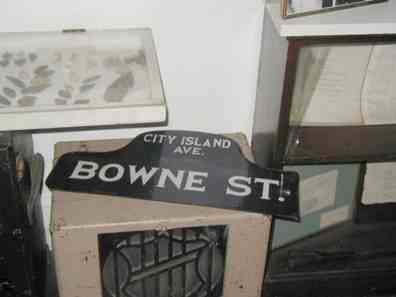 CITY ISLAND
AVE.
BOWNE ST.